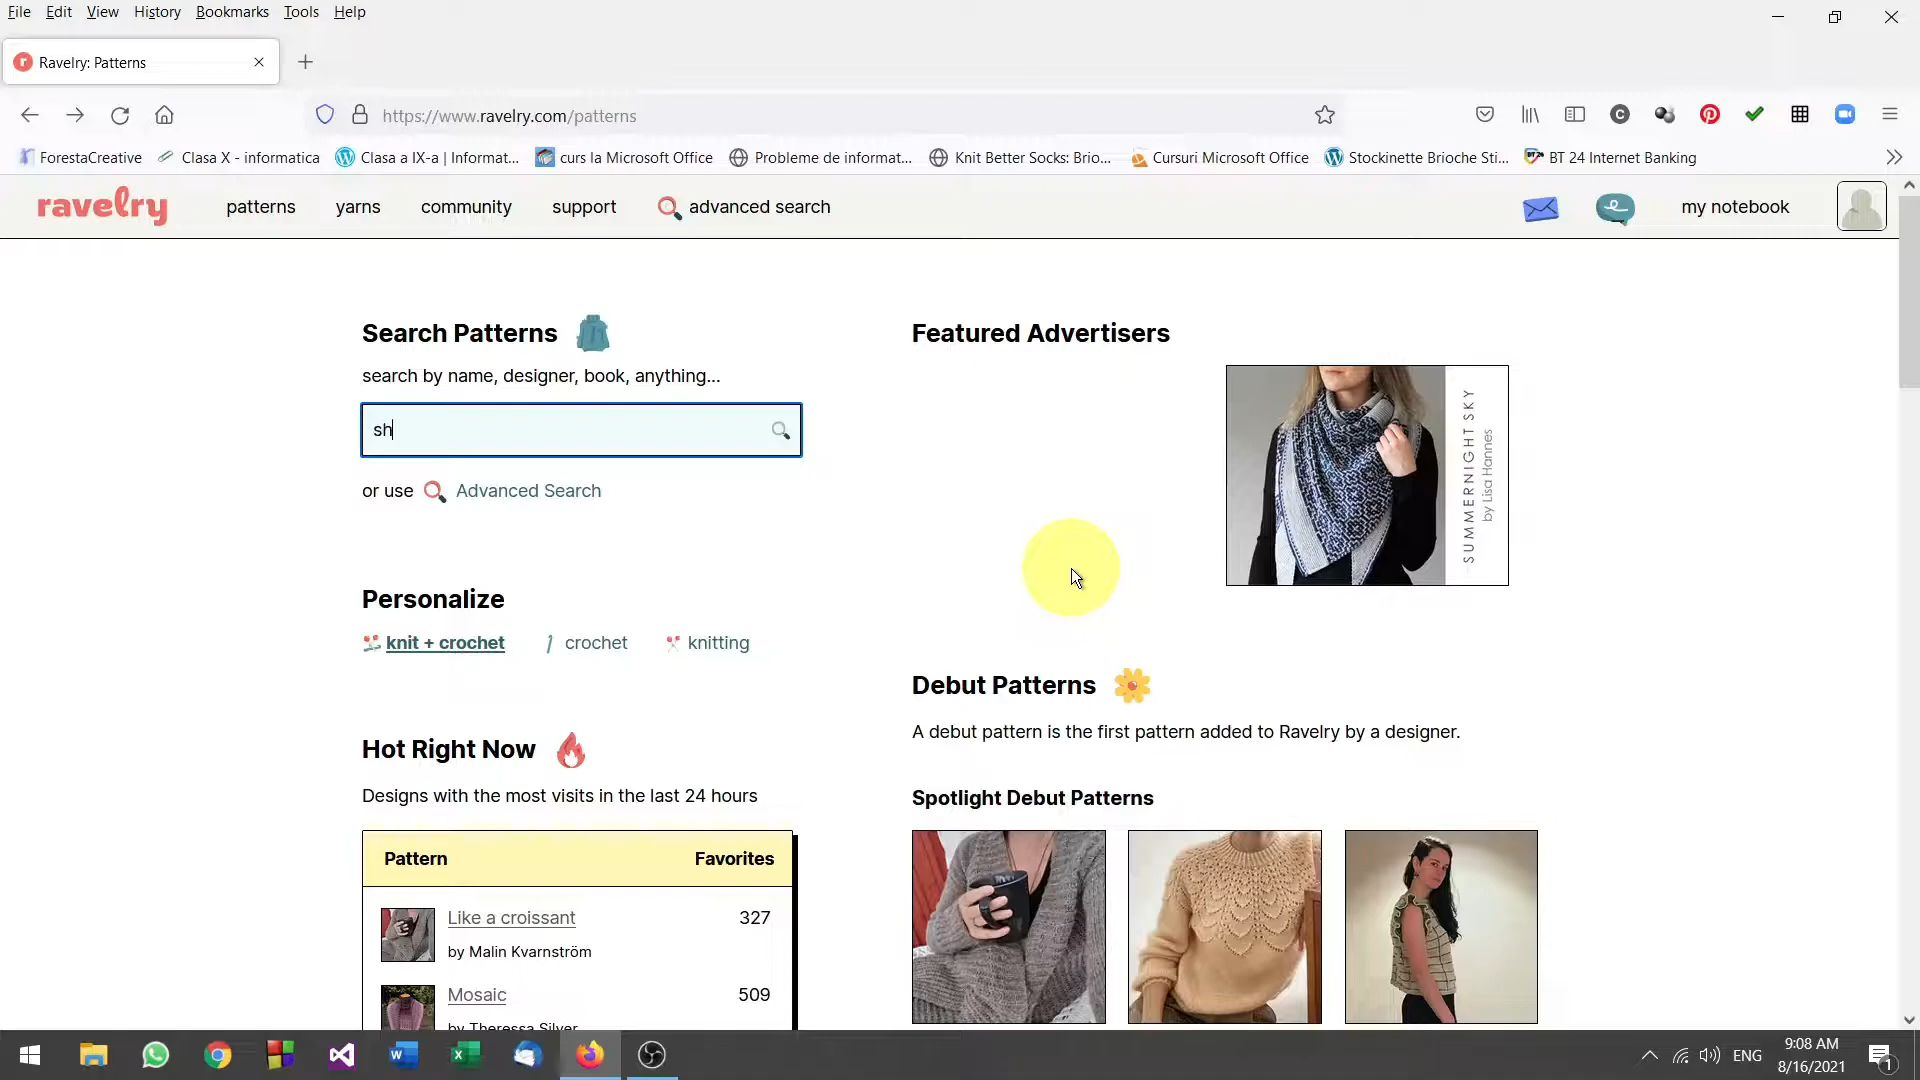 File Edit View History Bookmarks Tools Help
Ravelry: Patterns
https://www.ravelry.com/patterns
ForestaCreative Clasa X - informatica Clasa a IX-a | Informat... curs la Microsoft Office Probleme de informat... Knit Better Socks: Brio... Cursuri Microsoft Office Stockinette Brioche Sti... BT 24 Internet Banking
ravelry patterns yarns community support advanced search my notebook
Search Patterns
search by name, designer, book, anything...
sh
or use Advanced Search
Personalize
knit + crochet crochet knitting
Hot Right Now
Designs with the most visits in the last 24 hours
Pattern Favorites
Like a croissant 327
by Malin Kvarnström
Mosaic 509
by Theressa Silver
Featured Advertisers
SUMMERNIGHT SKY
by Lisa Hannes
Debut Patterns
A debut pattern is the first pattern added to Ravelry by a designer.
Spotlight Debut Patterns
ENG
9:08 AM
8/16/2021
1